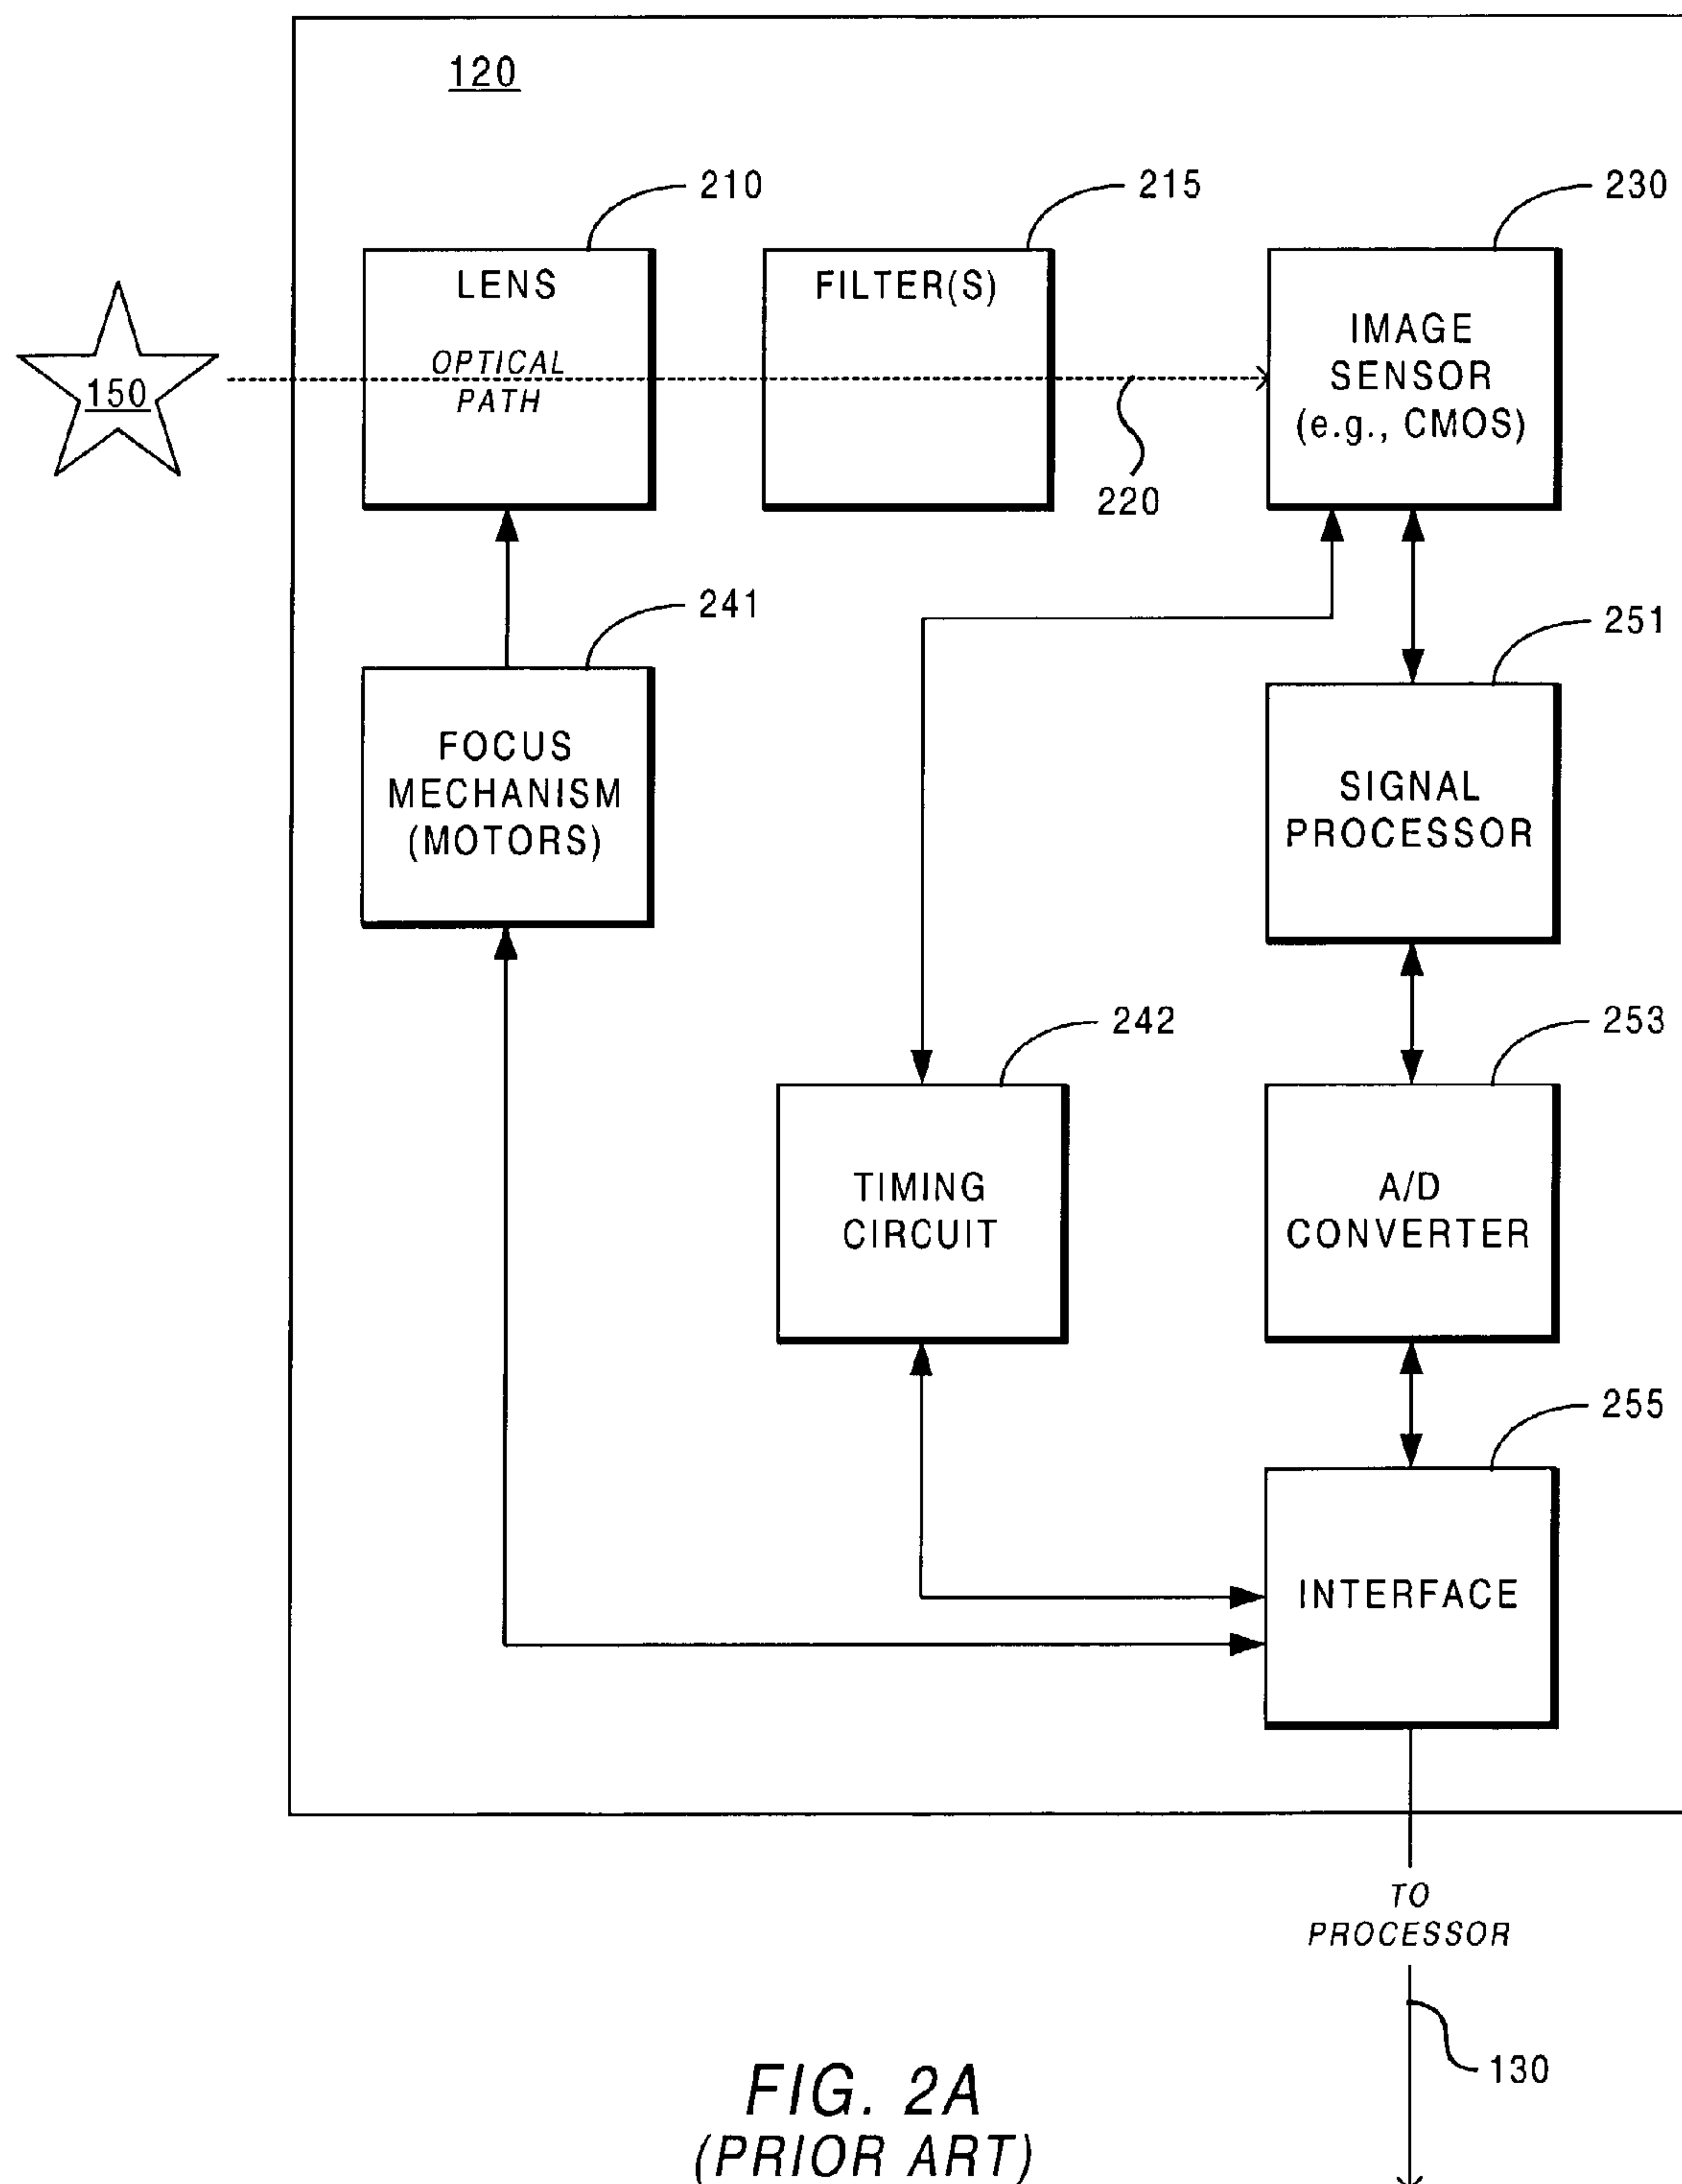 120
210
215
230
LENS
FILTER(S)
IMAGE
SENSOR
(e.g., CMOS)
OPTICAL
PATH
150
220
241
251
FOCUS
MECHANISM
(MOTORS)
SIGNAL
PROCESSOR
242
253
TIMING
CIRCUIT
A/D
CONVERTER
255
INTERFACE
TO
PROCESSOR
130
FIG. 2A
(PRIOR ART)